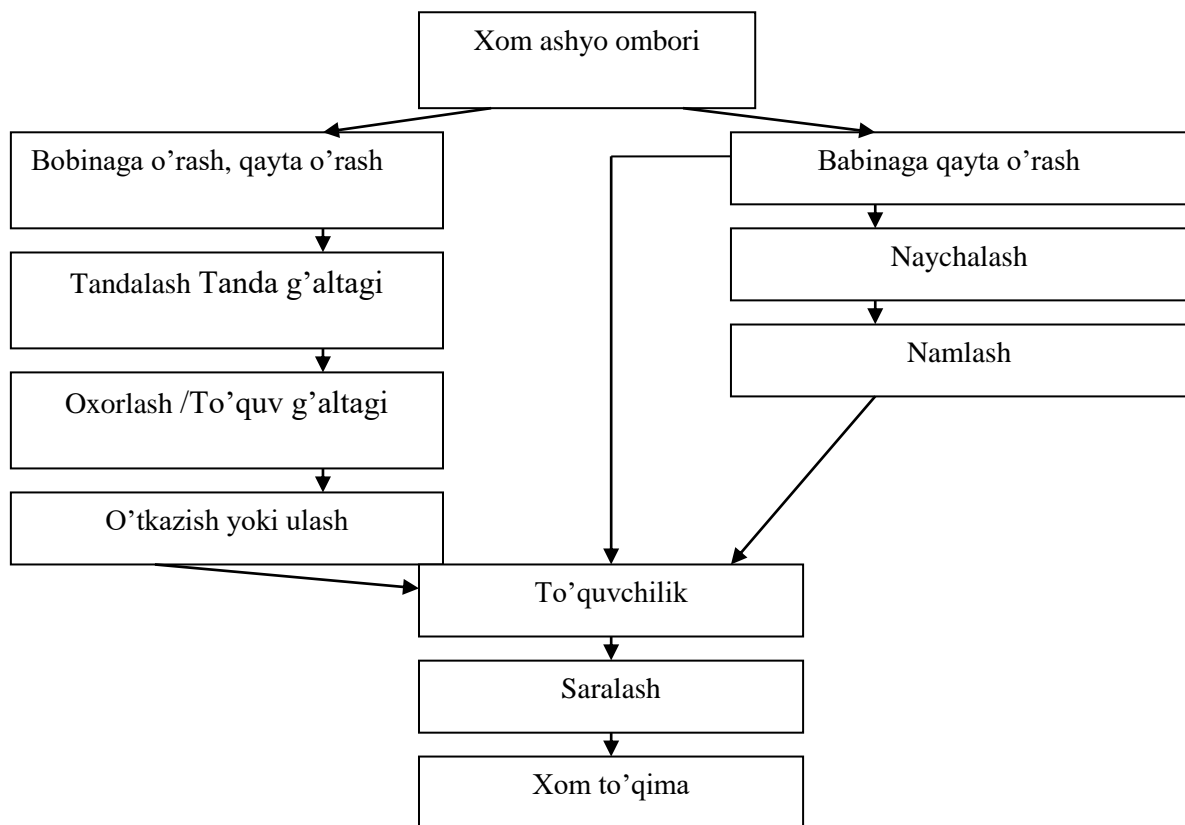 Xom ashyo ombori
Bobinaga o’rash, qayta o’rash
Babinaga qayta o’rash
Tandalash Tanda g’altagi
Naychalash
Oxorlash /To’quv g’altagi
Namlash
O’tkazish yoki ulash
To’quvchilik
Saralash
Xom to’qima